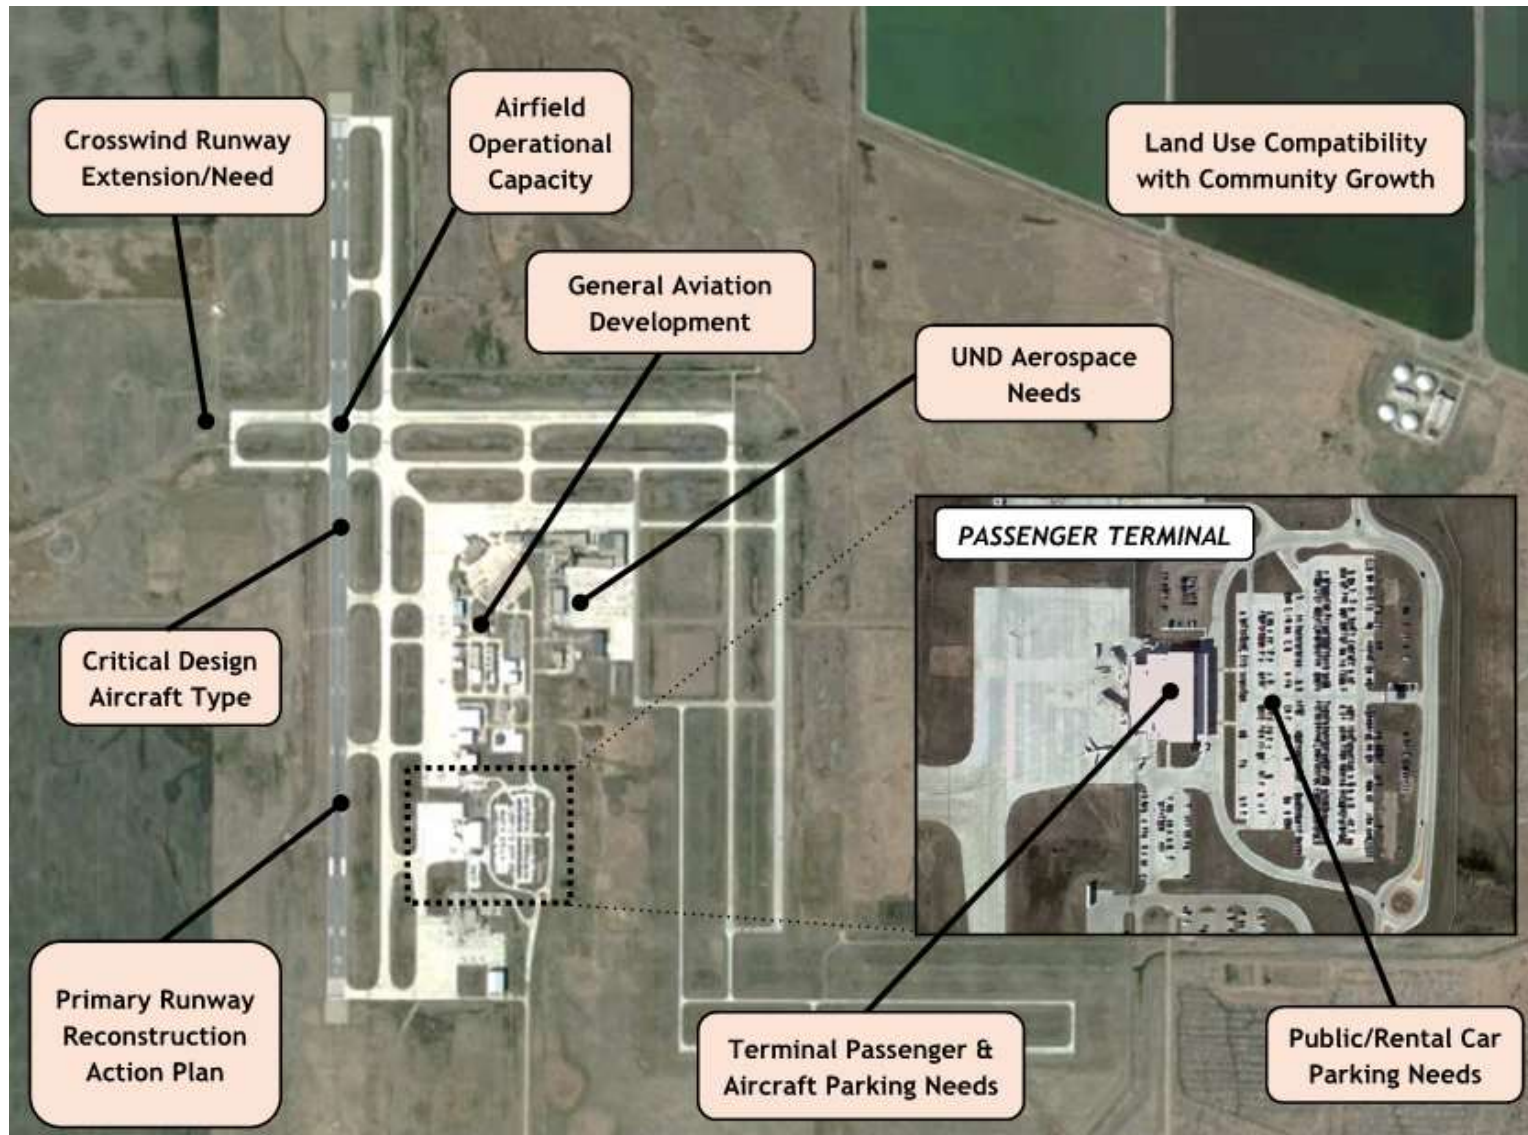 Airfield
Operational
Capacity
Crosswind Runway
Extension/Need
Land Use Compatibility
with Community Growth
General Aviation
Development
UND Aerospace
Needs
PASSENGER TERMINAL
Critical Design
Aircraft Type
Primary Runway
Reconstruction
Action Plan
Terminal Passenger &
Aircraft Parking Needs
Public/Rental Car
Parking Needs